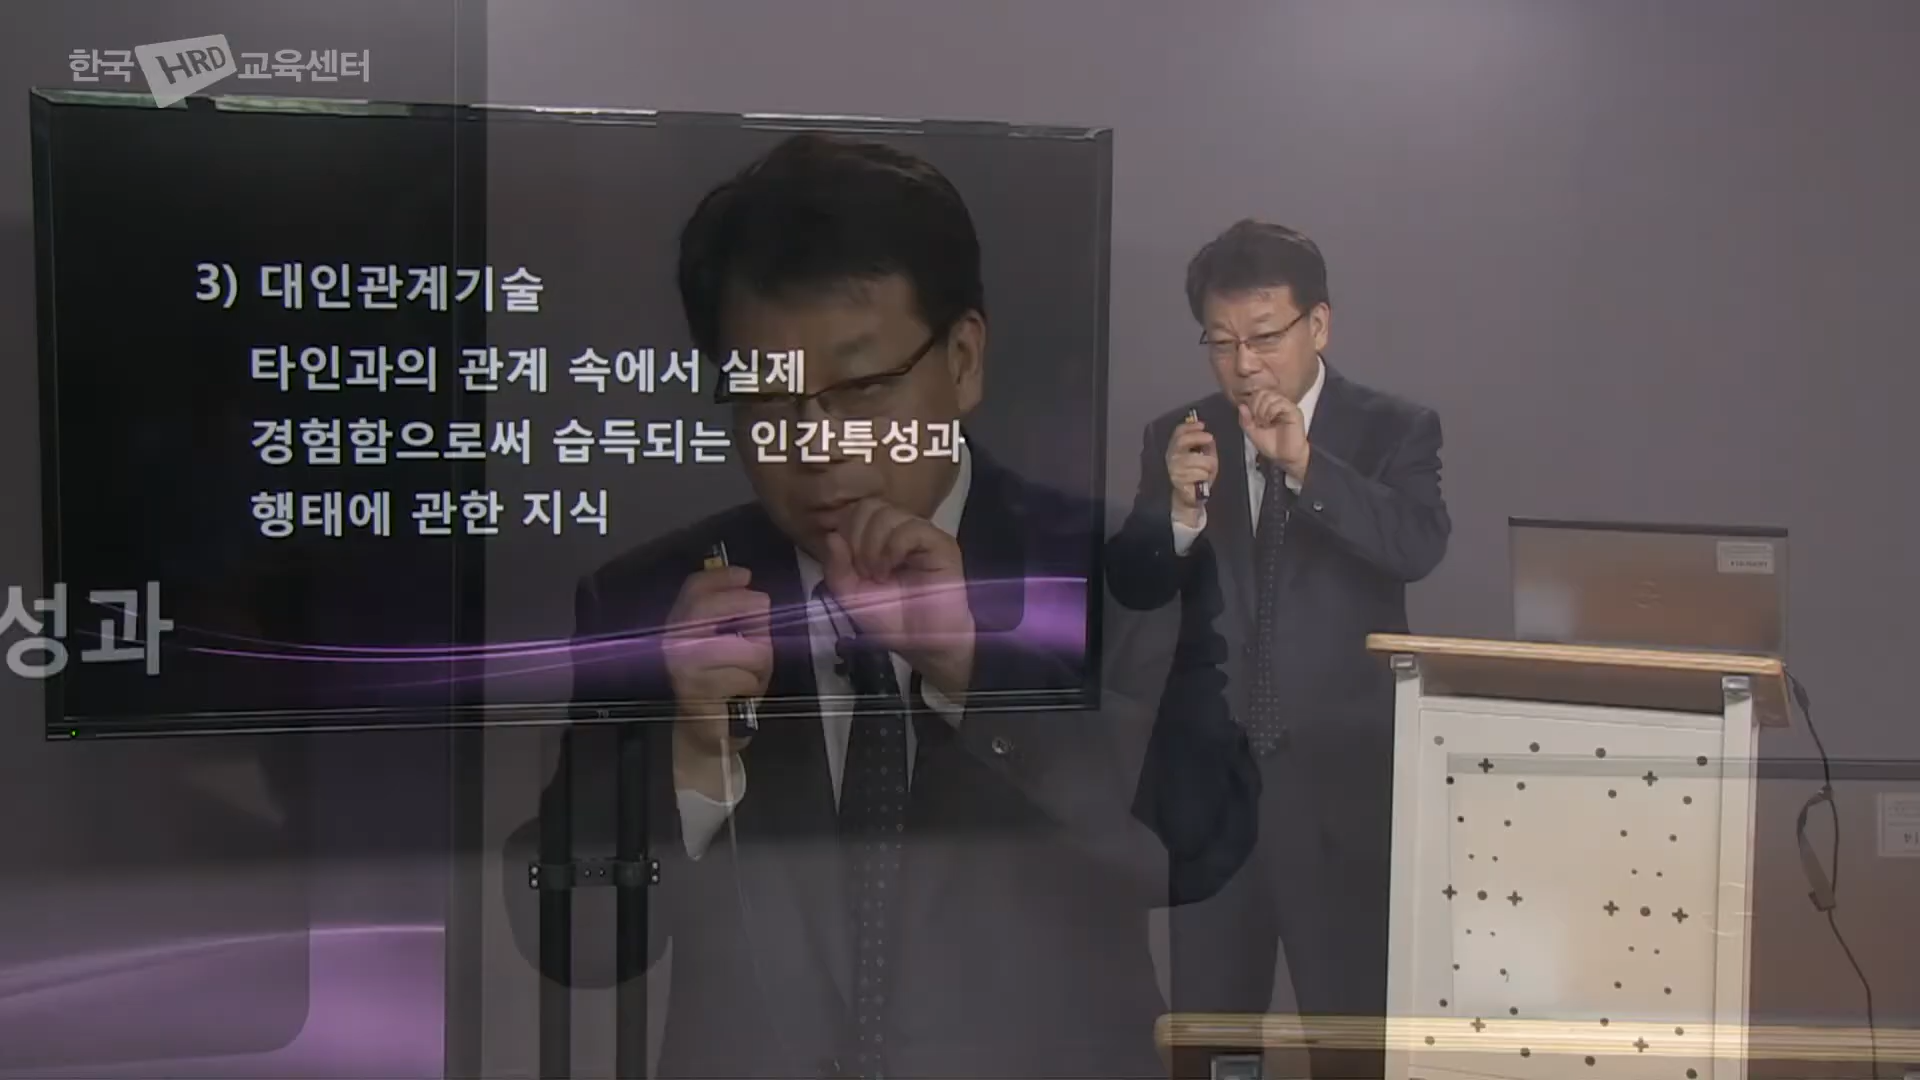 한국 HRD 교육센터
3) 대인관계기술
타인과의 관계 속에서 실제
경험함으로써 습득되는 인간특성과
행태에 관한 지식
성과